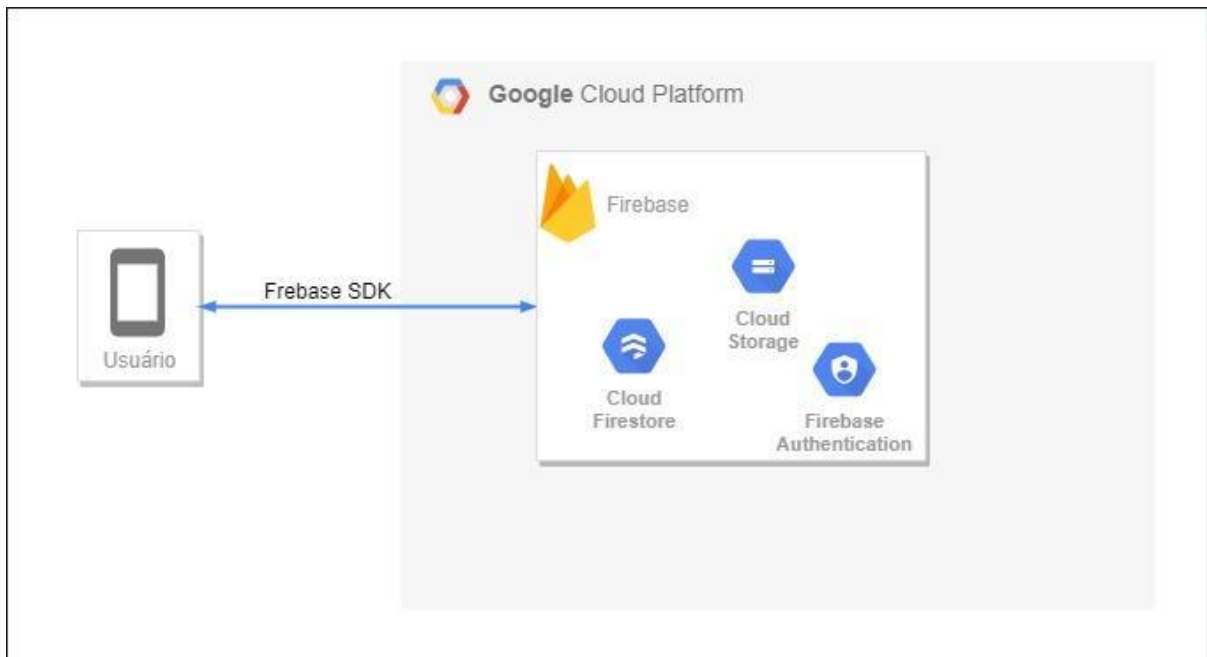 Google Cloud Platform
Firebase
Frebase SDK
Usuário
Cloud
Storage
Cloud
Firestore
Firebase
Authentication